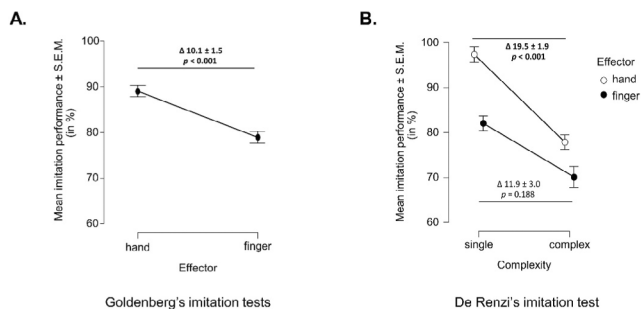 A.
Mean imitation performance ± S.E.M.
(in %)
100
90
80
70
60
Δ 10.1 ± 1.5
p < 0.001
hand
finger
Effector
Goldenberg's imitation tests
B.
Mean imitation performance ± S.E.M.
(in %)
100
90
80
70
60
Δ 19.5 ± 1.9
p < 0.001
Effector
hand
finger
Δ 11.9 ± 3.0
p = 0.188
single
complex
Complexity
De Renzi's imitation test